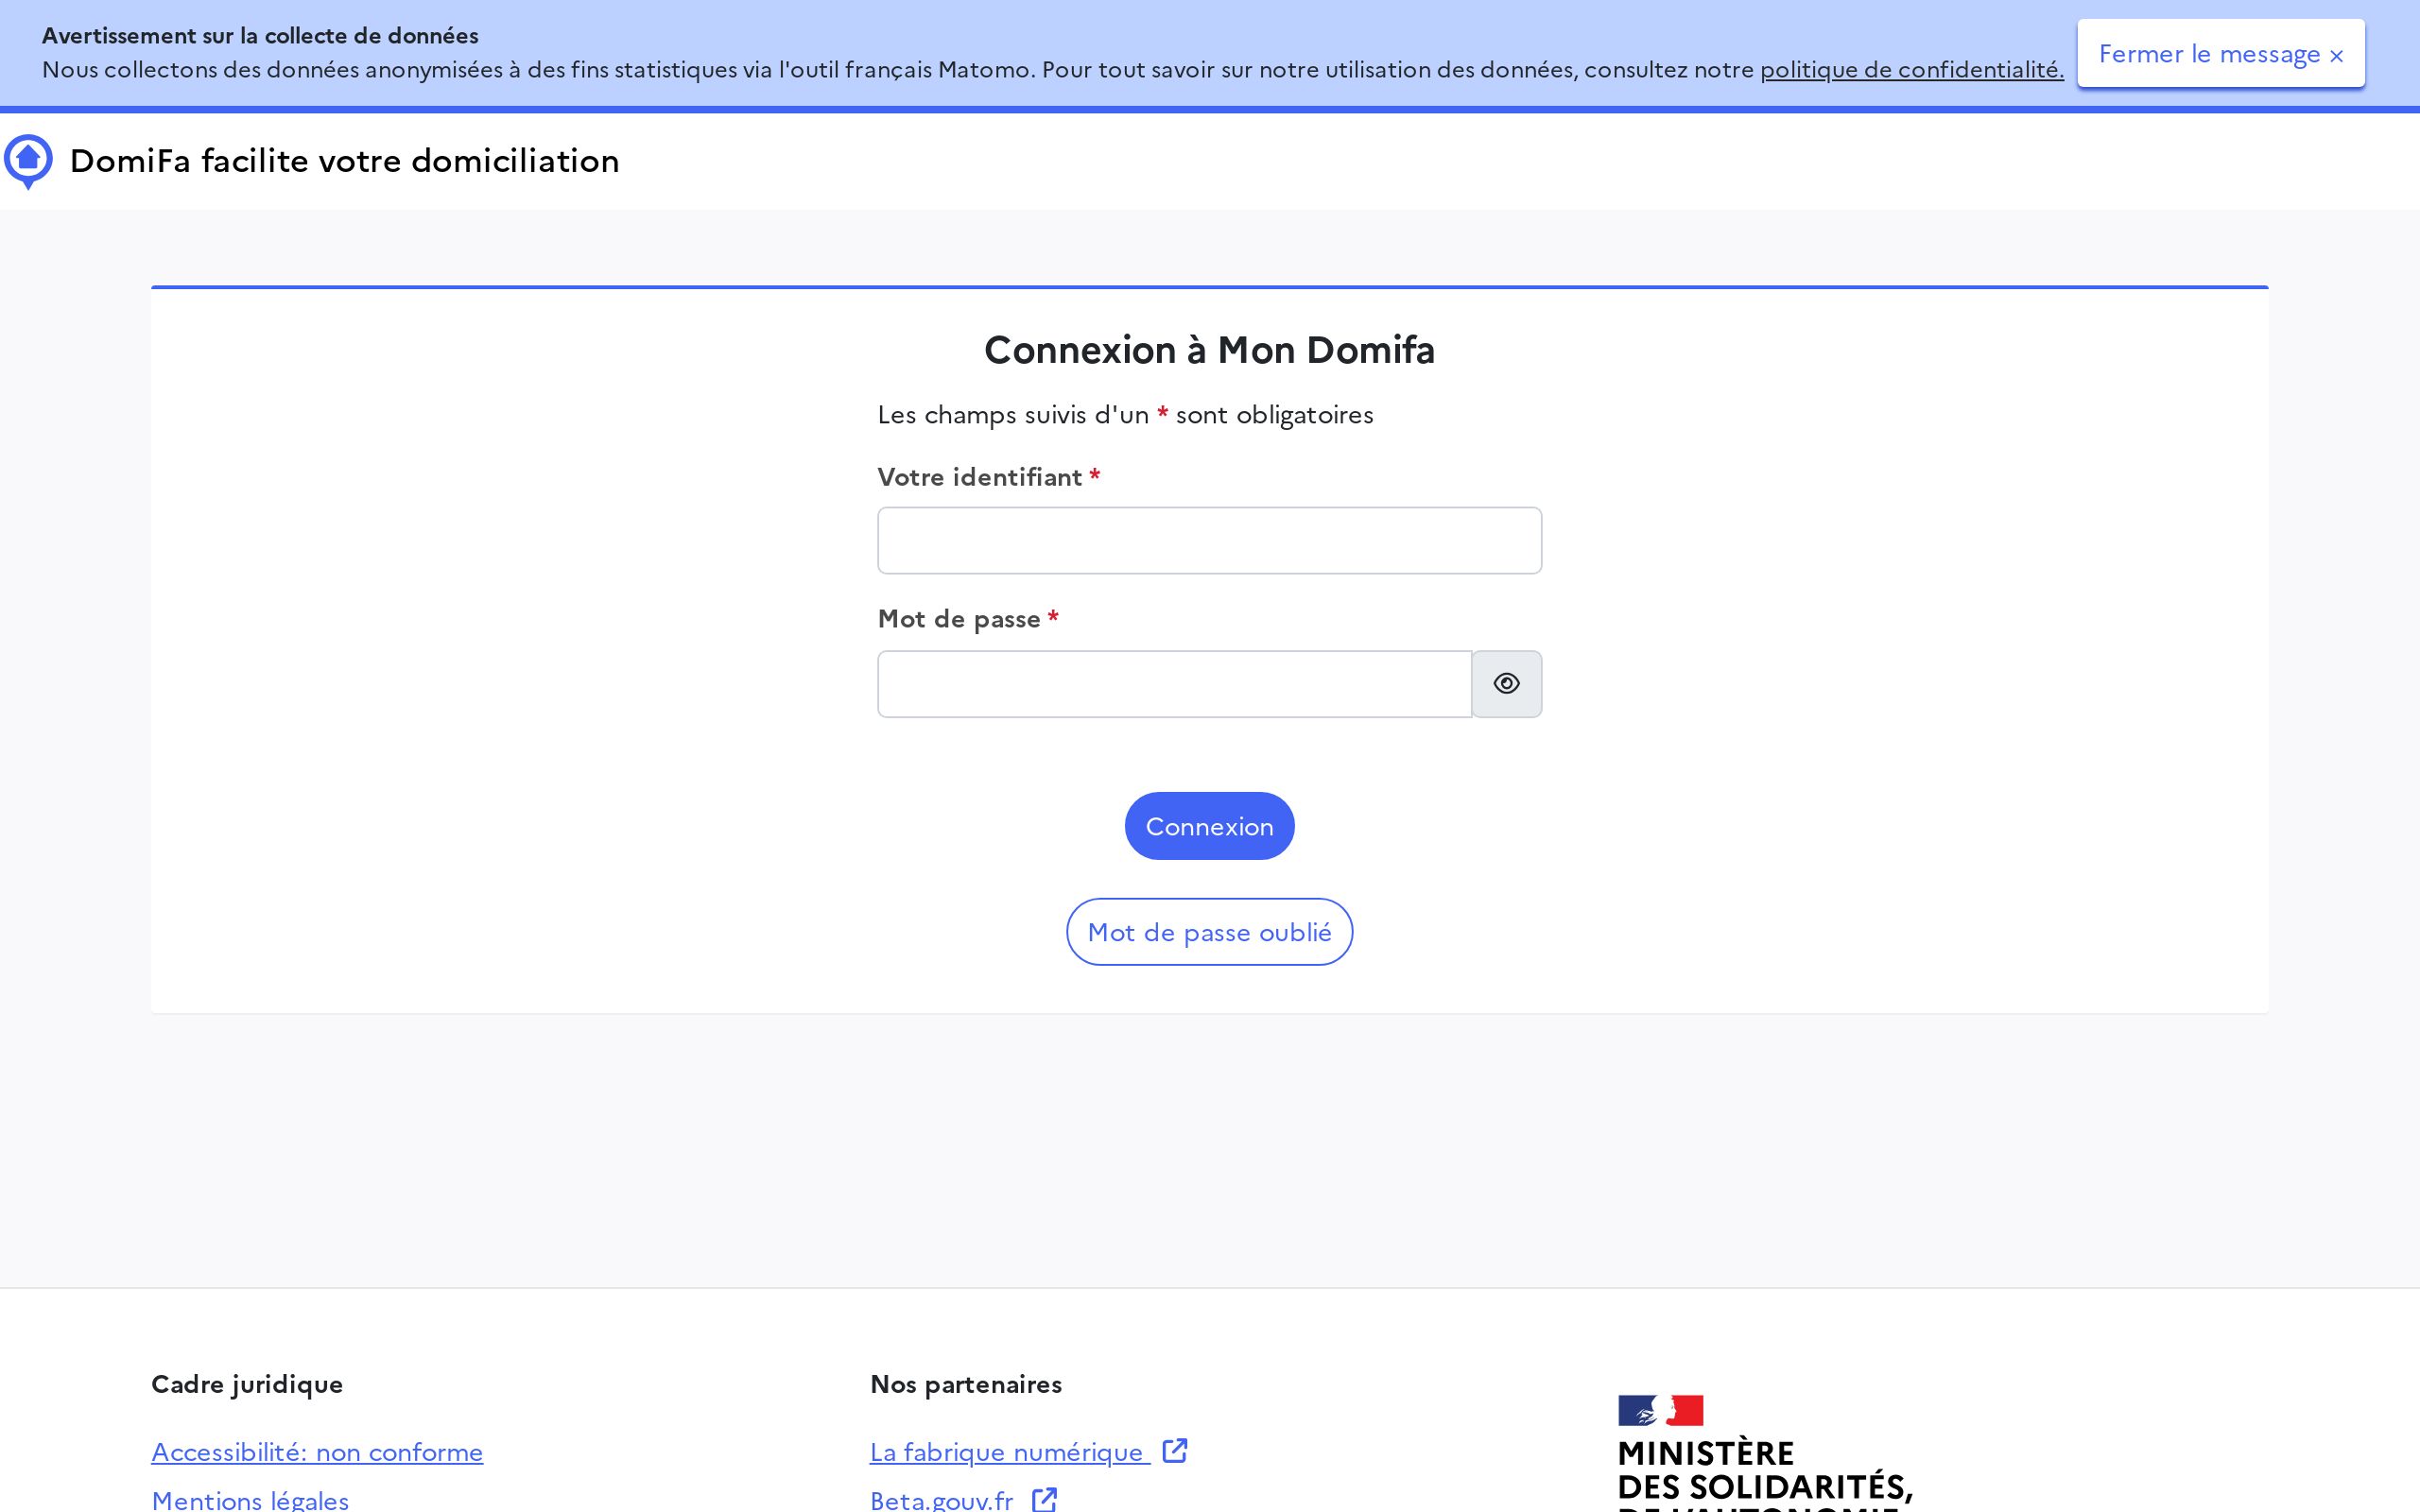 Avertissement sur la collecte de données
Nous collectons des données anonymisées à des fins statistiques via l'outil français Matomo. Pour tout savoir sur notre utilisation des données, consultez notre politique de confidentialité.
Fermer le message ×
DomiFa facilite votre domiciliation
Connexion à Mon Domifa
Les champs suivis d'un * sont obligatoires
Votre identifiant *
Mot de passe *
Connexion
Mot de passe oublié
Cadre juridique
Accessibilité: non conforme
Mentions légales
Nos partenaires
La fabrique numérique
Beta.gouv.fr
MINISTÈRE
DES SOLIDARITÉS,
DE L'AUTONOMIE